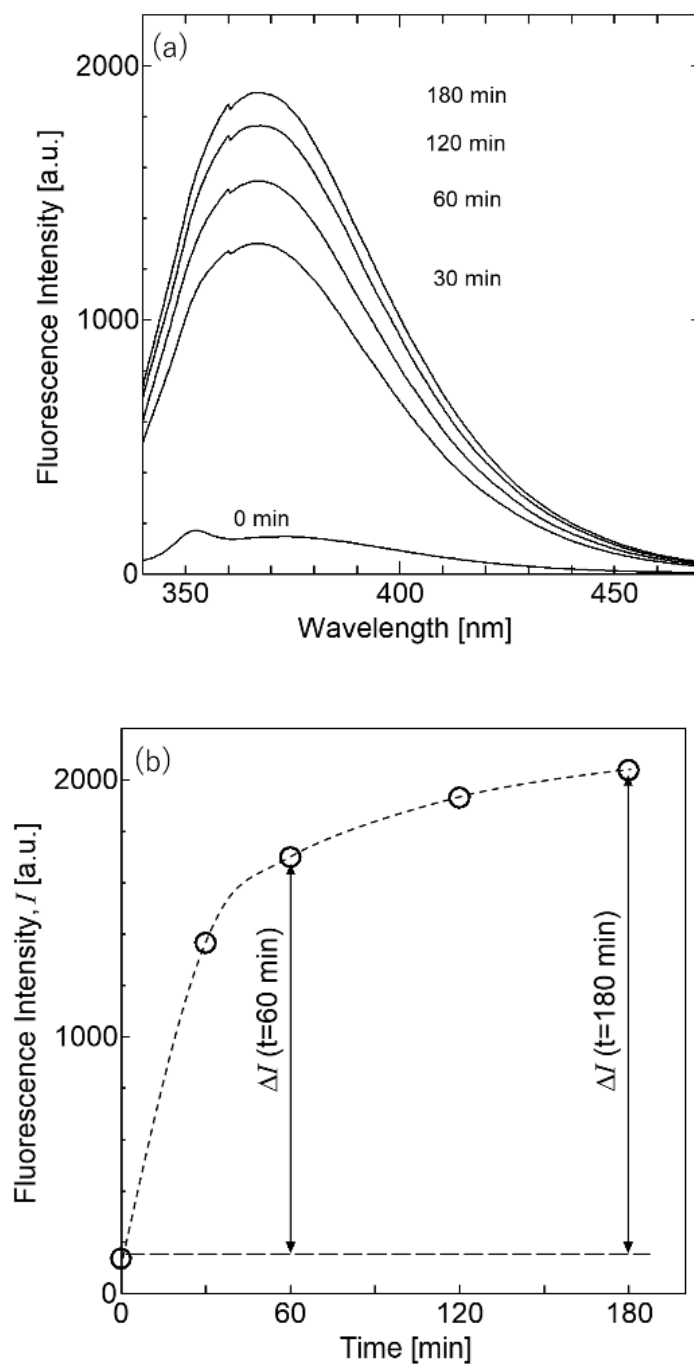 (a)
2000
1000
0
180 min
120 min
60 min
30 min
0 min
350
400
450
Wavelength [nm]
Fluorescence Intensity [a.u.]
(b)
2000
1000
0
ΔI (t=60 min)
ΔI (t=180 min)
0
60
120
180
Time [min]
Fluorescence Intensity, I [a.u.]